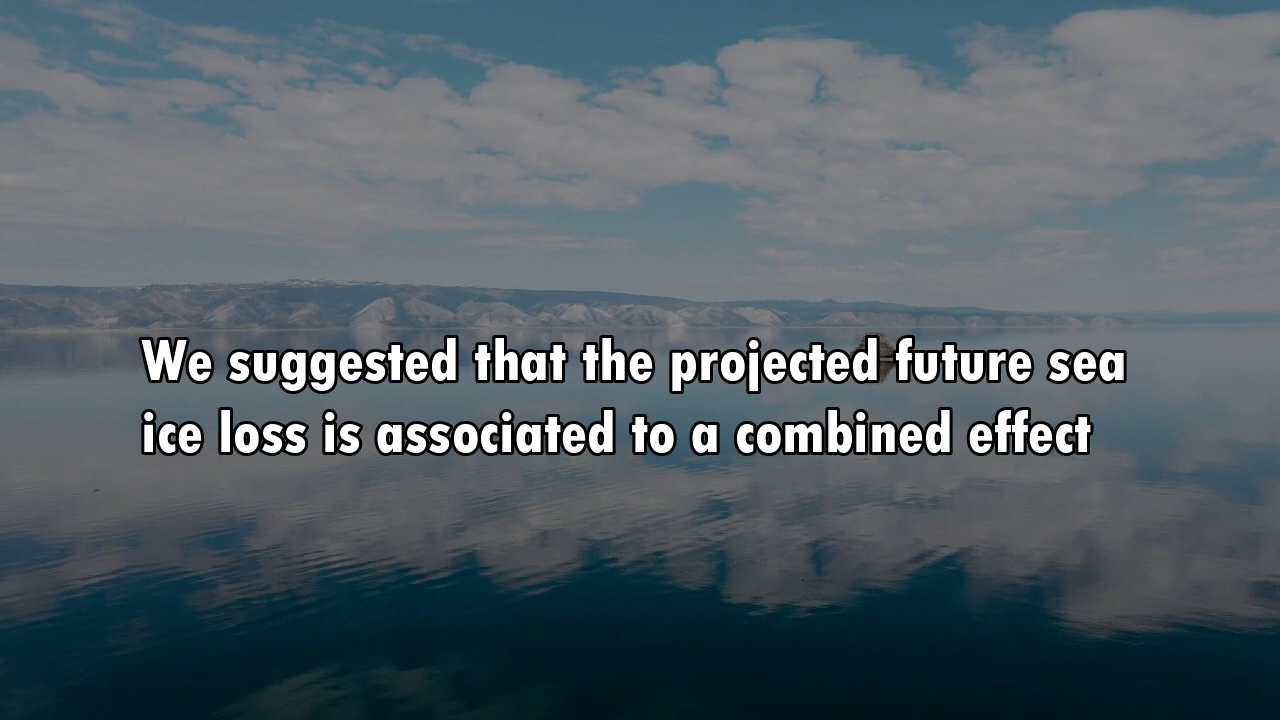 We suggested that the projected future sea
ice loss is associated to a combined effect